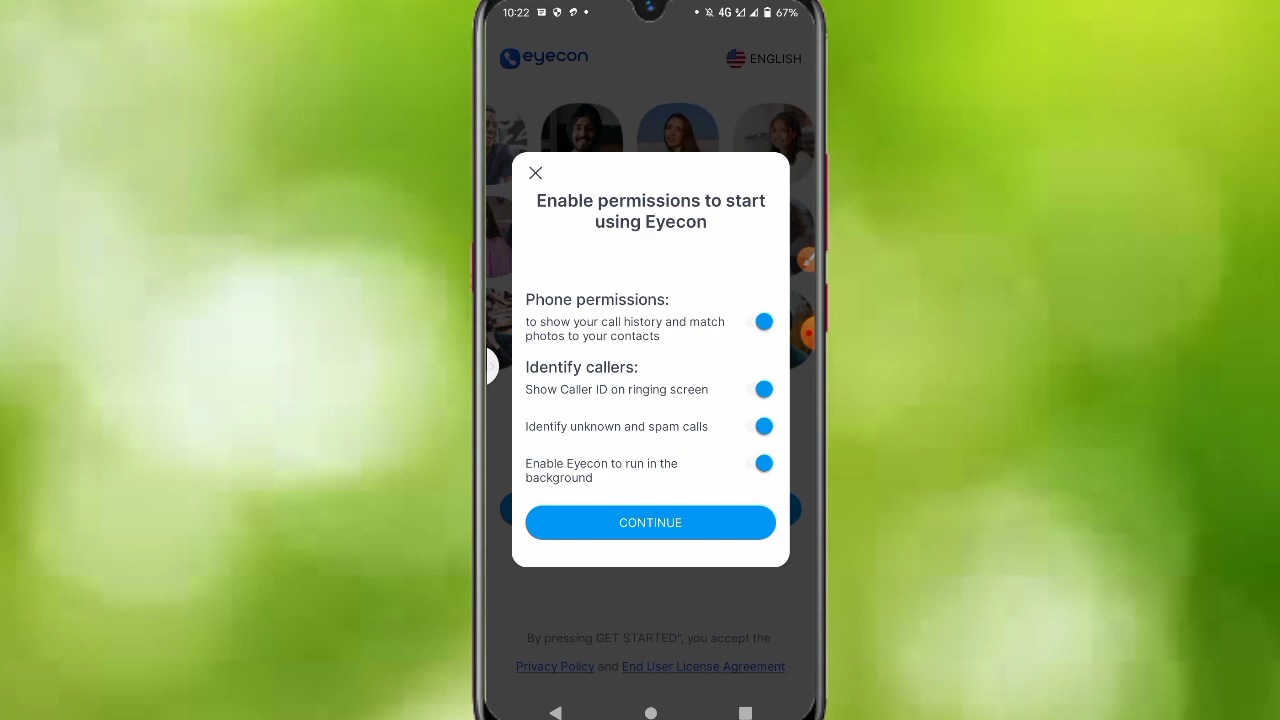 10:22 4G 67%
eyecon ENGLISH
Enable permissions to start
using Eyecon
Phone permissions:
to show your call history and match
photos to your contacts
Identify callers:
Show Caller ID on ringing screen
Identify unknown and spam calls
Enable Eyecon to run in the
background
CONTINUE
By pressing GET STARTED", you accept the
Privacy Policy and End User License Agreement